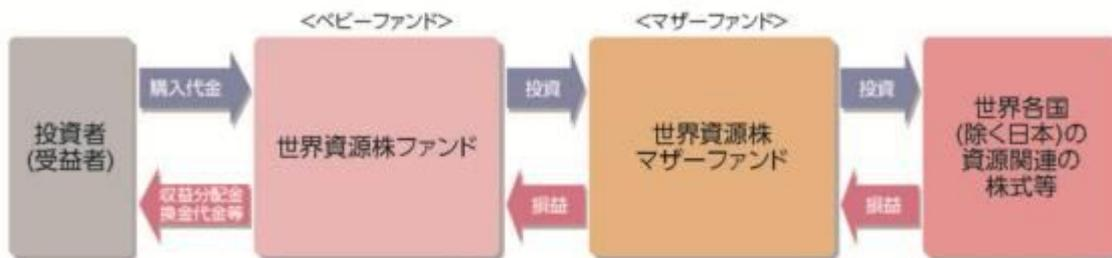 <ベビーファンド>
<マザーファンド>
投資者
(受益者)
購入代金
収益分配金
換金代金等
世界資源株ファンド
投資
損益
世界資源株
マザーファンド
投資
損益
世界各国
(除く日本)の
資源関連の
株式等